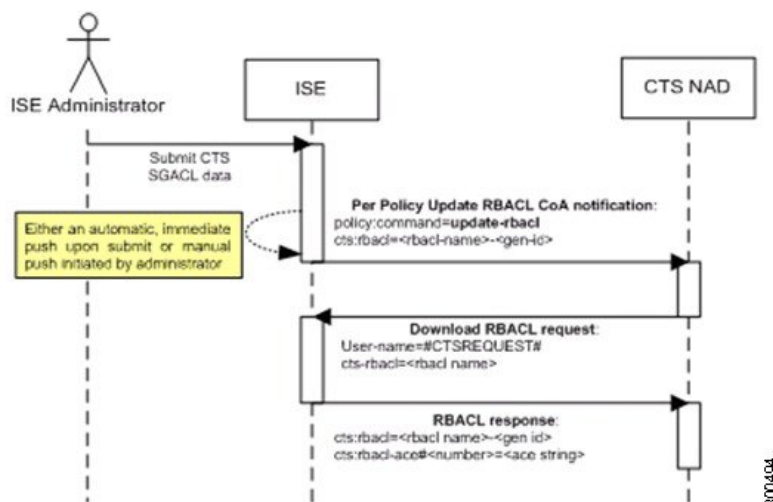 ISE Administrator
ISE
CTS NAD
Submit CTS
SGACL data
Either an automatic, immediate
push upon submit or manual
push initiated by administrator
Per Policy Update RBACL CoA notification:
policy:command=update-rbacl
cts:rbacl=<rbacl-name>-<gen-id>
Download RBACL request:
User-name=#CTSREQUEST#
cts-rbacl=<rbacl name>
RBACL response:
cts:rbacl=<rbacl name>-<gen id>
cts:rbacl-ace#<number>=<ace string>